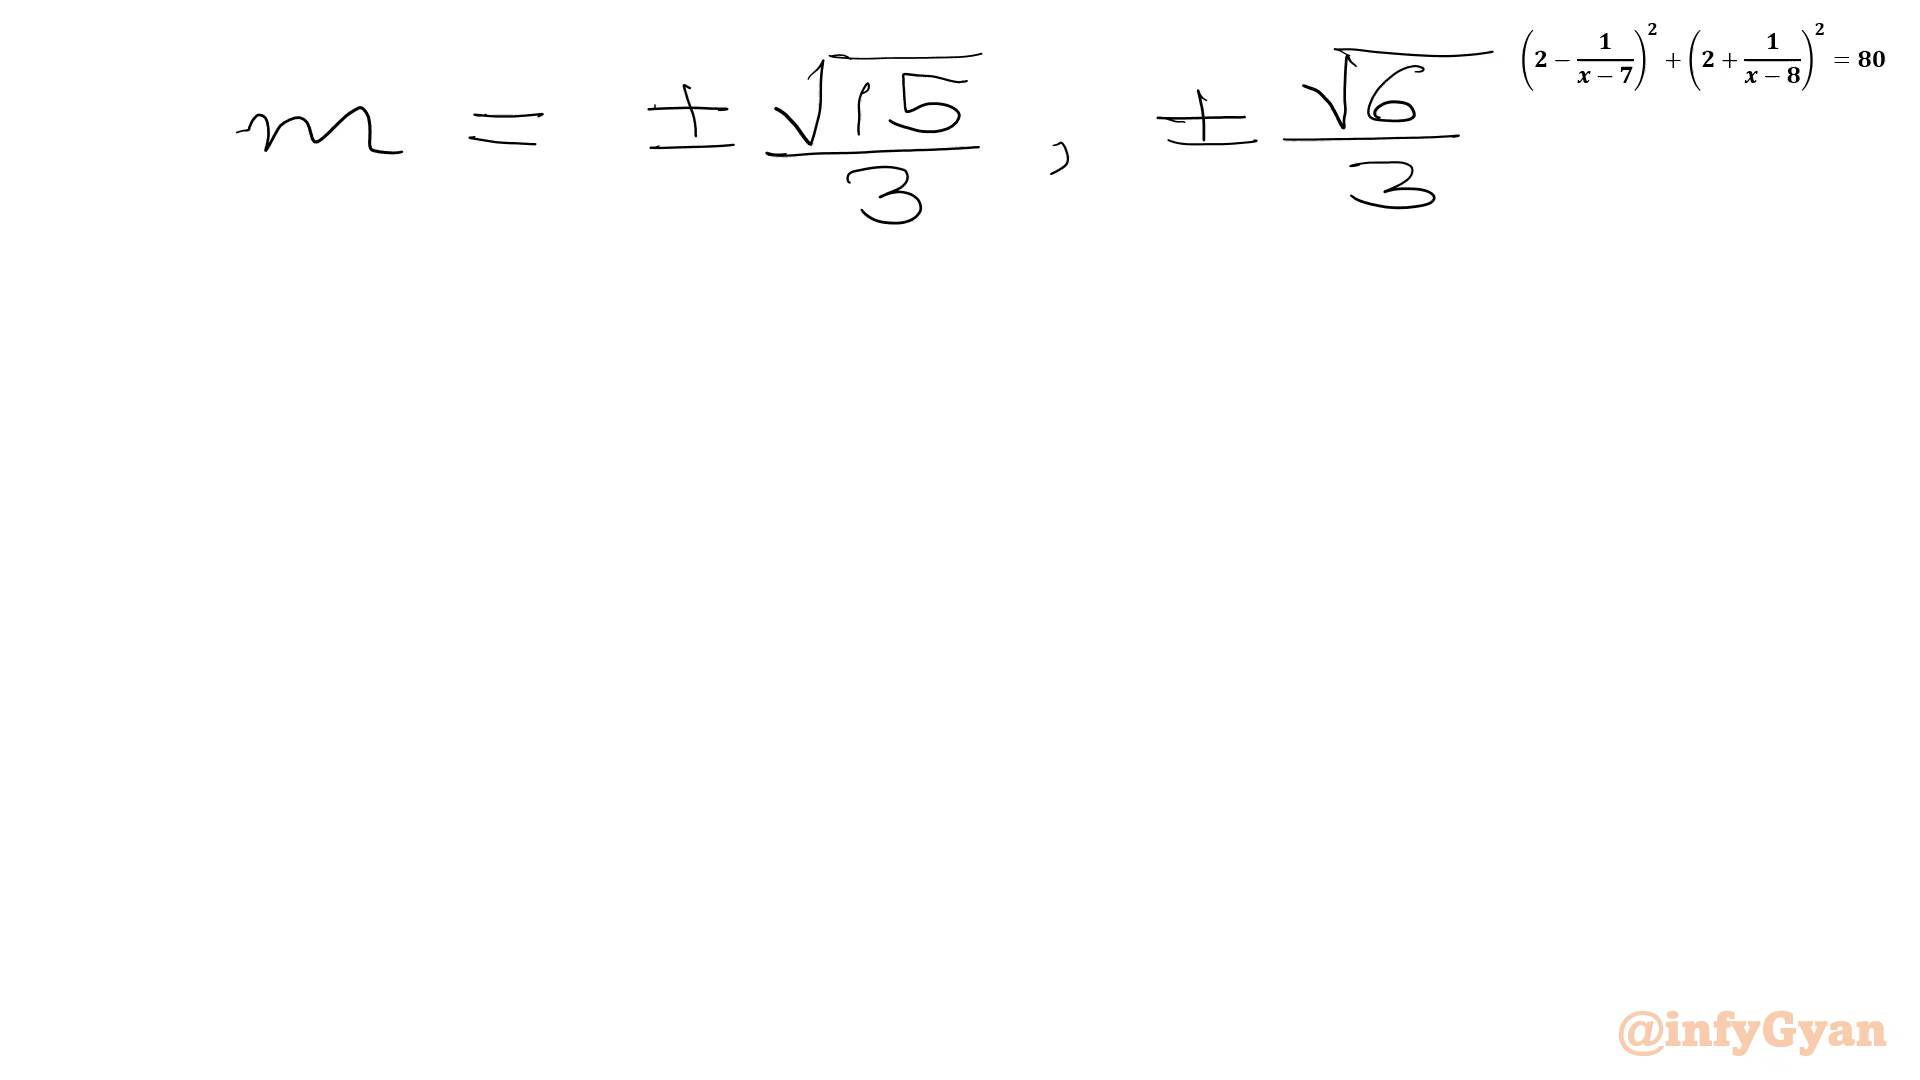 m = ± √15/3 , ± √6/3
(2 − 1/(x − 7))² + (2 + 1/(x − 8))² = 80
@infyGyan